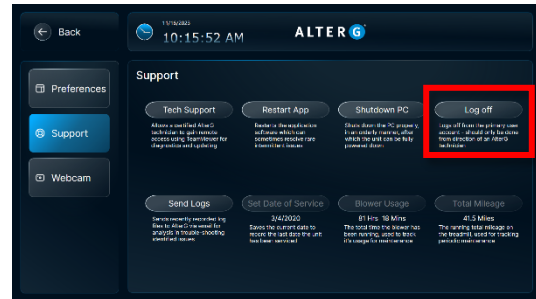 Back
11/15/2023
10:15:52 AM
ALTER G
Preferences
Support
Webcam
Support
Tech Support
Allows a certified AlterG
technician to gain remote
access using TeamViewer for
diagnostics and updating
Restart App
Restarts the application
software which can
sometimes resolve rare
intermittent issues
Shutdown PC
Shuts down the PC properly,
in an orderly manner, after
which the unit can be fully
powered down
Log off
Logs off from the primary user
account - should only be done
from direction of an AlterG
technician
Send Logs
Sends recently recorded log
files to AlterG via email for
analysis in trouble-shooting
identified issues
Set Date of Service
3/4/2020
Saves the current date to
record the last date the unit
has been serviced
Blower Usage
81 Hrs 18 Mins
The total time the blower has
been running, used to track
it's usage for maintenance
Total Mileage
41.5 Miles
The running total mileage on
the treadmill, used for tracking
periodic maintenance